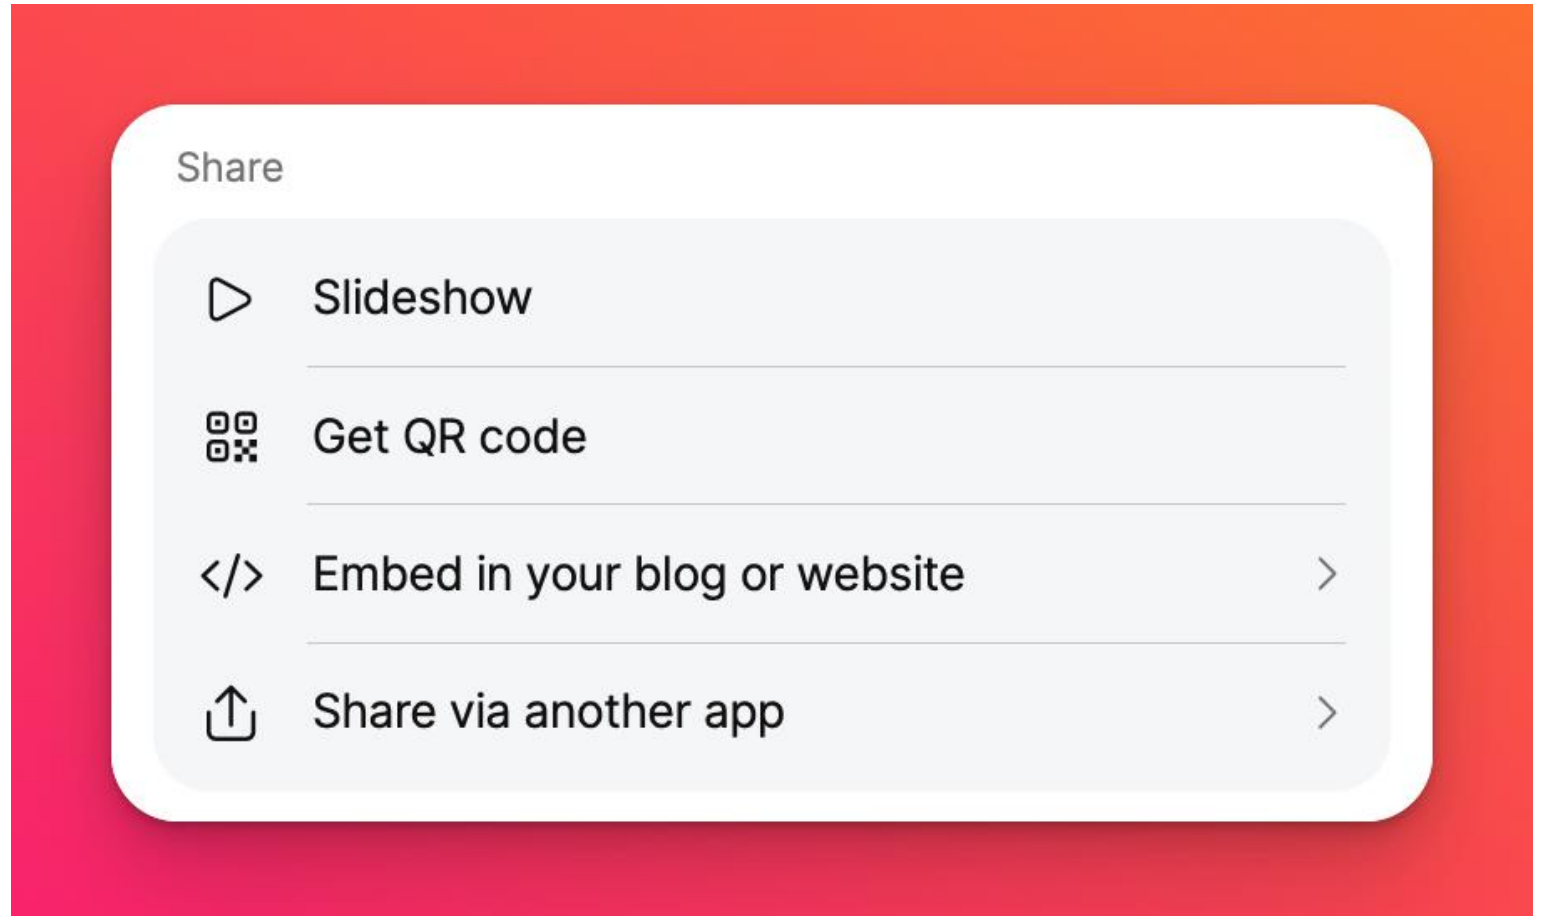 Share
Slideshow
Get QR code
Embed in your blog or website
Share via another app